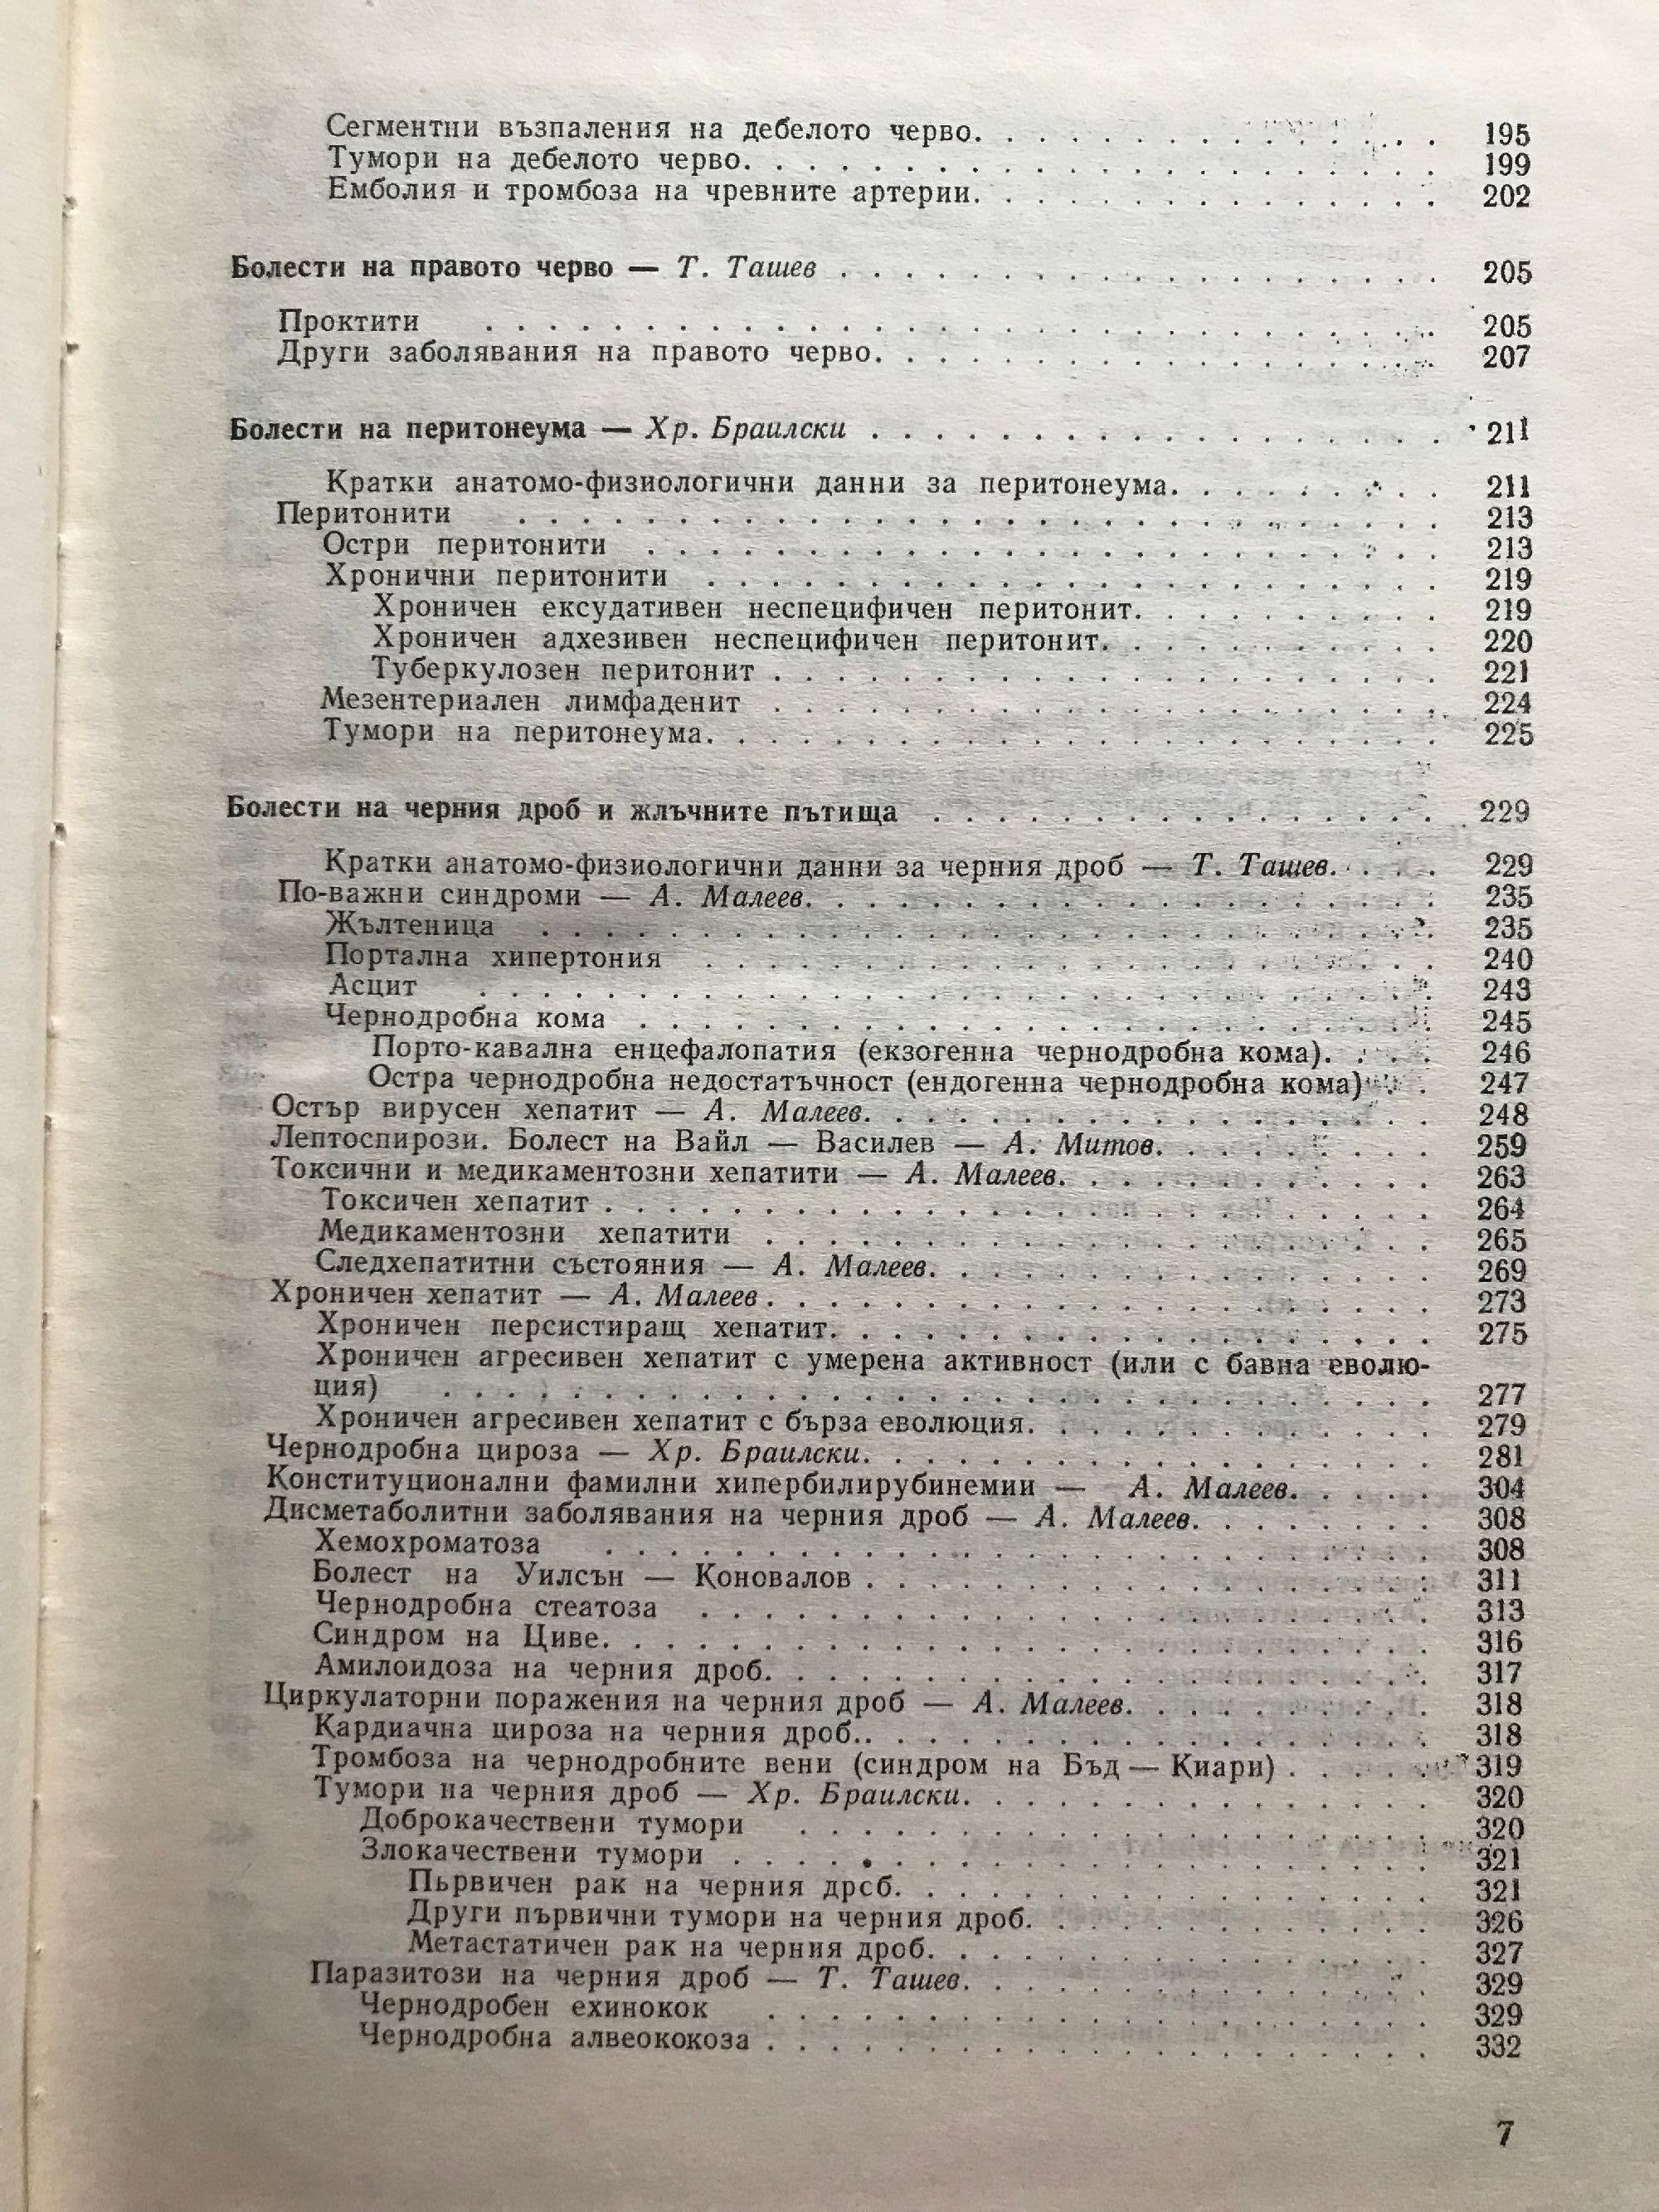 Сегментни възпаления на дебелото черво. . . . . . . . . . . . . . . 195
Тумори на дебелото черво. . . . . . . . . . . . . . . . . . . . . . 199
Емболия и тромбоза на чревните артерии. . . . . . . . . . . . . . . 202
Болести на правото черво — Т. Ташев . . . . . . . . . . . . . . . . . . . 205
Проктити . . . . . . . . . . . . . . . . . . . . . . . . . . . . . . 205
Други заболявания на правото черво. . . . . . . . . . . . . . . . . . 207
Болести на перитонеума — Хр. Браилски . . . . . . . . . . . . . . . . . . 211
Кратки анатомо-физиологични данни за перитонеума. . . . . . . . . 211
Перитонити . . . . . . . . . . . . . . . . . . . . . . . . . . . . . 213
Остри перитонити . . . . . . . . . . . . . . . . . . . . . . . . . 213
Хронични перитонити . . . . . . . . . . . . . . . . . . . . . . . 219
Хроничен ексудативен неспецифичен перитонит. . . . . . . . . . 219
Хроничен адхезивен неспецифичен перитонит. . . . . . . . . . . 220
Туберкулозен перитонит . . . . . . . . . . . . . . . . . . . . . 221
Мезентериален лимфаденит . . . . . . . . . . . . . . . . . . . . . 224
Тумори на перитонеума. . . . . . . . . . . . . . . . . . . . . . . 225
Болести на черния дроб и жлъчните пътища . . . . . . . . . . . . . . . . 229
Кратки анатомо-физиологични данни за черния дроб — Т. Ташев. . . . . 229
По-важни синдроми — А. Малеев. . . . . . . . . . . . . . . . . . . . 235
Жълтеница . . . . . . . . . . . . . . . . . . . . . . . . . . . . 235
Портална хипертония . . . . . . . . . . . . . . . . . . . . . . . 240
Асцит . . . . . . . . . . . . . . . . . . . . . . . . . . . . . . 243
Чернодробна кома . . . . . . . . . . . . . . . . . . . . . . . . . 245
Порто-кавална енцефалопатия (екзогенна чернодробна кома). . . . . 246
Остра чернодробна недостатъчност (ендогенна чернодробна кома) . . 247
Остър вирусен хепатит — А. Малеев. . . . . . . . . . . . . . . . . . 248
Лептоспирози. Болест на Вайл — Василев — А. Митов. . . . . . . . . . 259
Токсични и медикаментозни хепатити — А. Малеев. . . . . . . . . . . . 263
Токсичен хепатит . . . . . . . . . . . . . . . . . . . . . . . . . . 264
Медикаментозни хепатити . . . . . . . . . . . . . . . . . . . . . 265
Следхепатитни състояния — А. Малеев. . . . . . . . . . . . . . . . . 269
Хроничен хепатит — А. Малеев . . . . . . . . . . . . . . . . . . . . . 273
Хроничен персистиращ хепатит. . . . . . . . . . . . . . . . . . . . 275
Хроничен агресивен хепатит с умерена активност (или с бавна еволю-
ция) . . . . . . . . . . . . . . . . . . . . . . . . . . . . . . . 277
Хроничен агресивен хепатит с бърза еволюция. . . . . . . . . . . . . 279
Чернодробна цироза — Хр. Браилски. . . . . . . . . . . . . . . . . . 281
Конституционални фамилни хипербилирубинемии — А. Малеев. . . . . 304
Дисметаболитни заболявания на черния дроб — А. Малеев. . . . . . . . 308
Хемохроматоза . . . . . . . . . . . . . . . . . . . . . . . . . . 308
Болест на Уилсън — Коновалов . . . . . . . . . . . . . . . . . . 311
Чернодробна стеатоза . . . . . . . . . . . . . . . . . . . . . . . 313
Синдром на Циве. . . . . . . . . . . . . . . . . . . . . . . . . . 316
Амилоидоза на черния дроб. . . . . . . . . . . . . . . . . . . . . 317
Циркулаторни поражения на черния дроб — А. Малеев. . . . . . . . . . 318
Кардиачна цироза на черния дроб.. . . . . . . . . . . . . . . . . . 318
Тромбоза на чернодробните вени (синдром на Бъд — Киари) . . . . . 319
Тумори на черния дроб — Хр. Браилски. . . . . . . . . . . . . . . . 320
Доброкачествени тумори . . . . . . . . . . . . . . . . . . . . 320
Злокачествени тумори . . . . . . . . . . . . . . . . . . . . . . 321
Първичен рак на черния дрсб. . . . . . . . . . . . . . . . . . 321
Други първични тумори на черния дроб. . . . . . . . . . . . . 326
Метастатичен рак на черния дроб. . . . . . . . . . . . . . . . 327
Паразитози на черния дроб — Т. Ташев. . . . . . . . . . . . . . . . 329
Чернодробен ехинокок . . . . . . . . . . . . . . . . . . . . . 329
Чернодробна алвеококоза . . . . . . . . . . . . . . . . . . . . . 332
7